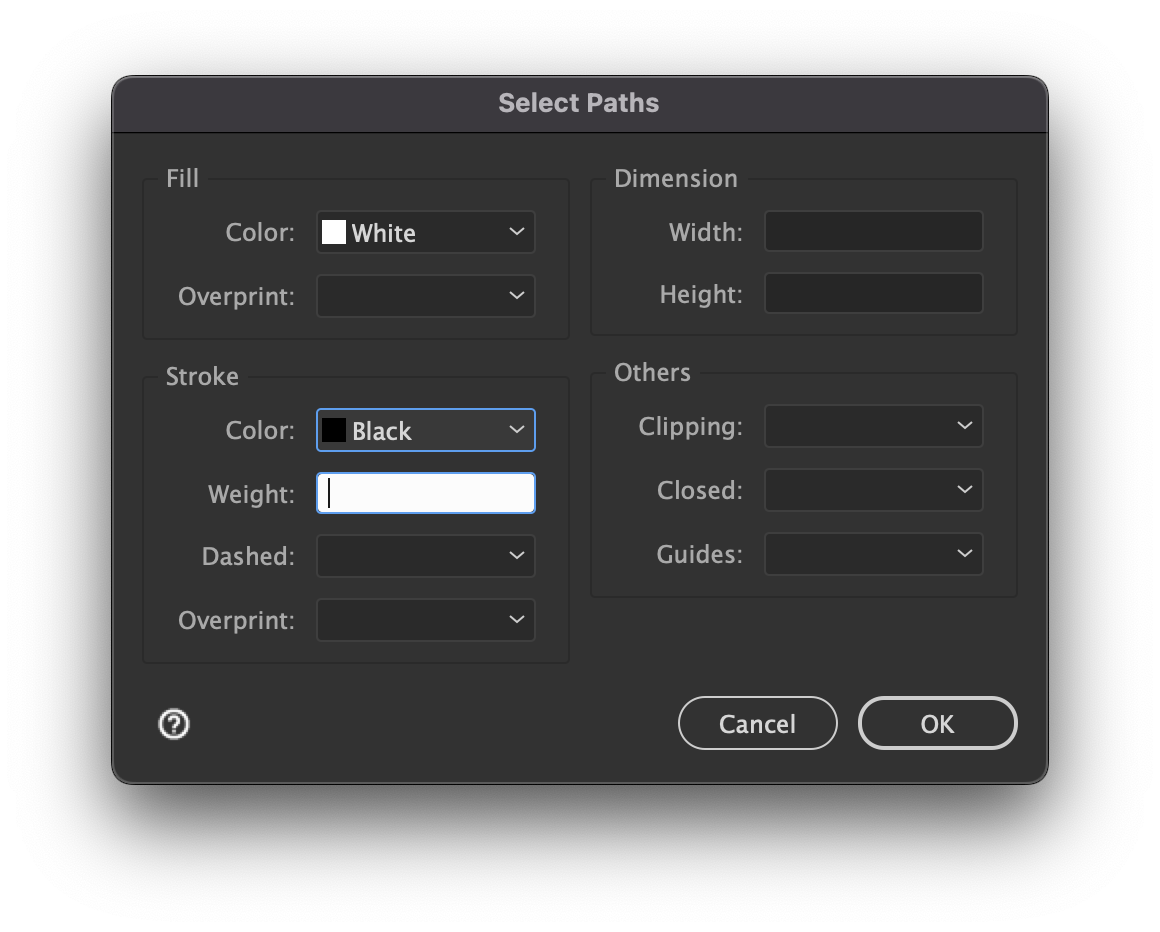 Select Paths
Fill
Color: White
Overprint:
Stroke
Color: Black
Weight:
Dashed:
Overprint:
Dimension
Width:
Height:
Others
Clipping:
Closed:
Guides:
?
Cancel
OK